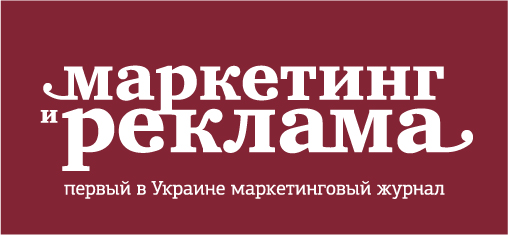 маркетинг
и реклама
первый в Украине маркетинговый журнал